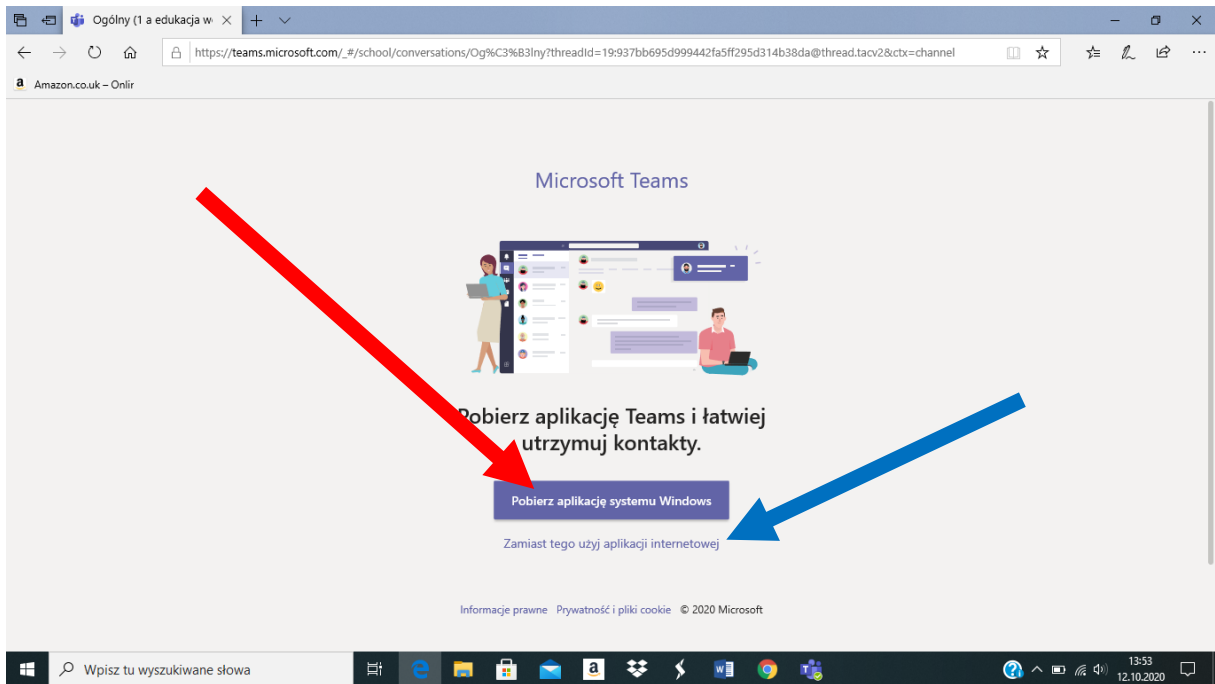 Ogólny (1 a edukacja w
https://teams.microsoft.com/_#/school/conversations/Og%C3%B3lny?threadId=19:937bb695d999442fa5ff295d314b38da@thread.tacv2&ctx=channel
Amazon.co.uk – Onlir
Microsoft Teams
Pobierz aplikację Teams i łatwiej
utrzymuj kontakty.
Pobierz aplikację systemu Windows
Zamiast tego użyj aplikacji internetowej
Informacje prawne Prywatność i pliki cookie © 2020 Microsoft
Wpisz tu wyszukiwane słowa
13:53
12.10.2020